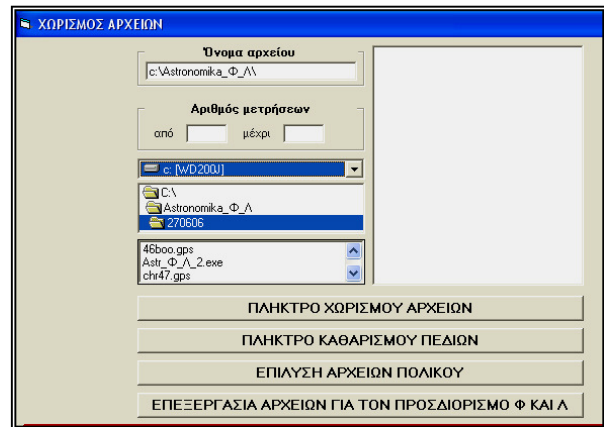 ΧΩΡΙΣΜΟΣ ΑΡΧΕΙΩΝ
Όνομα αρχείου
c:\Astronomika_Φ_Λ\
Αριθμός μετρήσεων
από μέχρι
c: [WD200J]
C:\
Astronomika_Φ_Λ
270606
46boo.gps
Astr_Φ_Λ_2.exe
chr47.gps
ΠΛΗΚΤΡΟ ΧΩΡΙΣΜΟΥ ΑΡΧΕΙΩΝ
ΠΛΗΚΤΡΟ ΚΑΘΑΡΙΣΜΟΥ ΠΕΔΙΩΝ
ΕΠΙΛΥΣΗ ΑΡΧΕΙΩΝ ΠΟΛΙΚΟΥ
ΕΠΕΞΕΡΓΑΣΙΑ ΑΡΧΕΙΩΝ ΓΙΑ ΤΟΝ ΠΡΟΣΔΙΟΡΙΣΜΟ Φ ΚΑΙ Λ